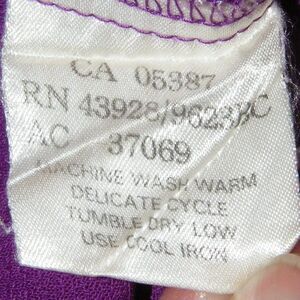 CA 05387
RN 43928/9623BC
AC 37069
MACHINE WASH WARM
DELICATE CYCLE
TUMBLE DRY LOW
USE COOL IRON